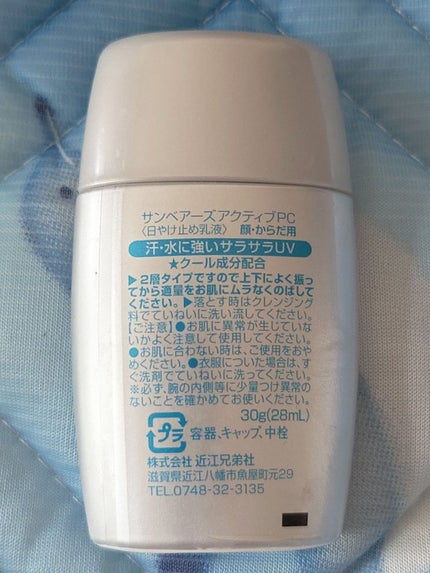 サンベアーズアクティブPC
〈日やけ止め乳液〉 顔・からだ用
汗・水に強いサラサラUV
★クール成分配合
▶2層タイプですので上下によく振っ
てから適量をお肌にムラなくのばして
ください。▶落とす時はクレンジング
料でていねいに洗い流してください。
【ご注意】●お肌に異常が生じていな
いかよく注意して使用してください。
●お肌に合わない時は、ご使用をおや
めください。●衣服についた場合は、す
ぐ洗剤でていねいに洗ってください。
※必ず、腕の内側等に少量つけ異常の
ないことを確かめてお使いください。
30g(28mL)
プラ 容器、キャップ、中栓
株式会社 近江兄弟社
滋賀県近江八幡市魚屋町元29
TEL.0748-32-3135